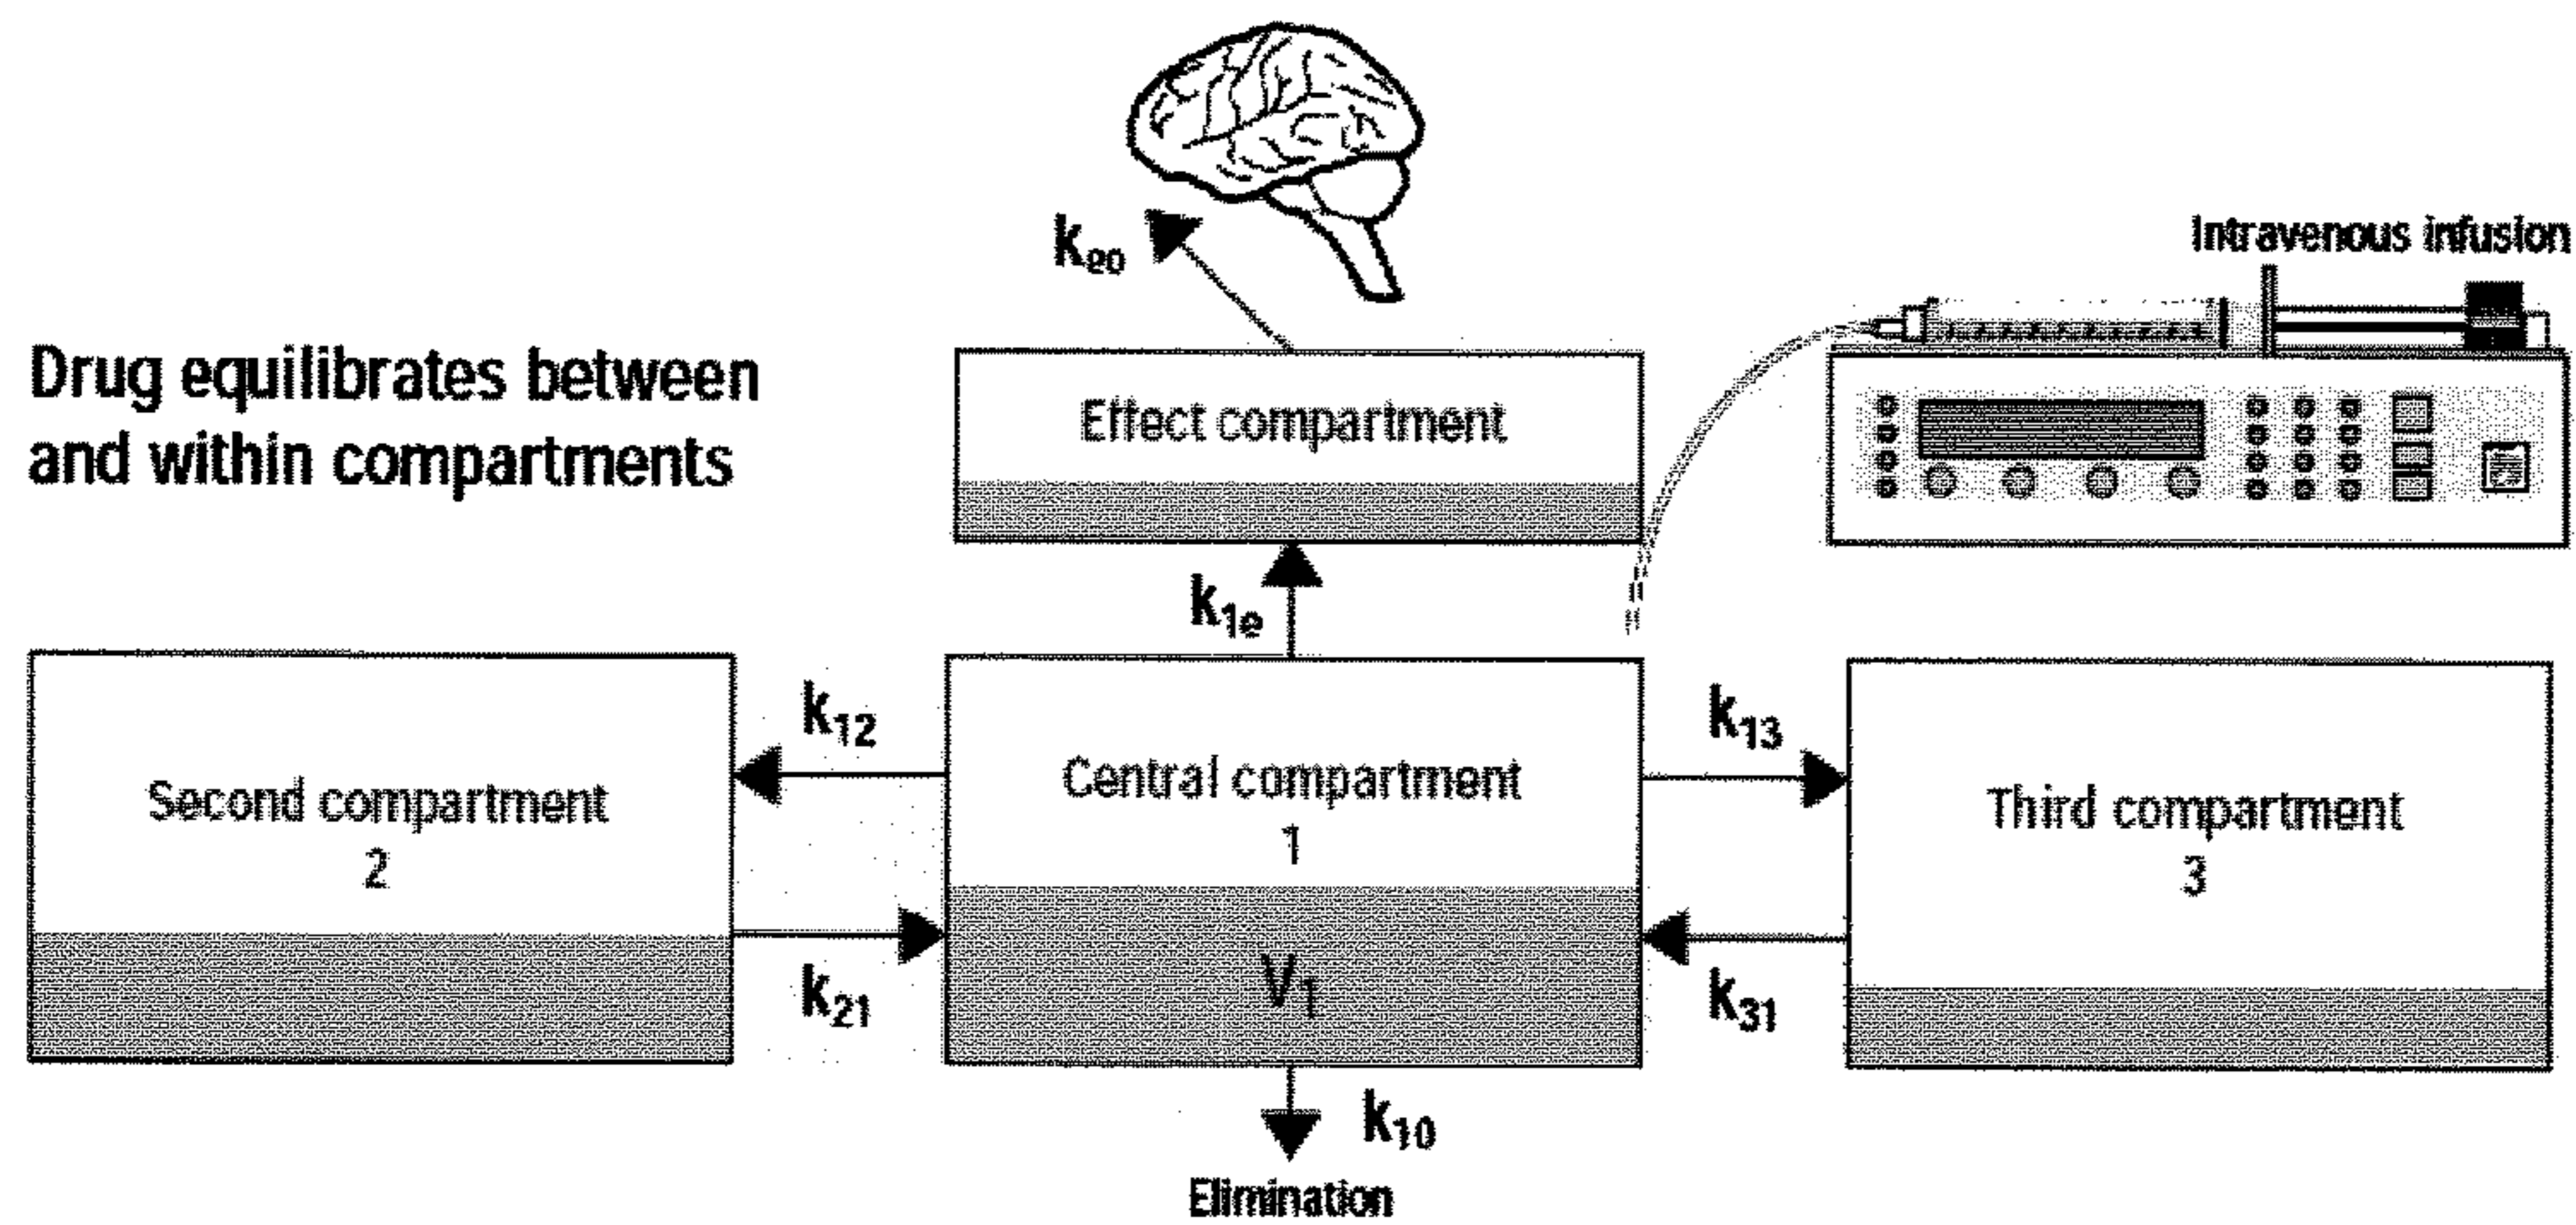 k_eo
Intravenous infusion
Drug equilibrates between
and within compartments
Effect compartment
k_1e
k_12
k_13
Second compartment
2
Central compartment
1
Third compartment
3
V_1
k_21
k_31
k_10
Elimination